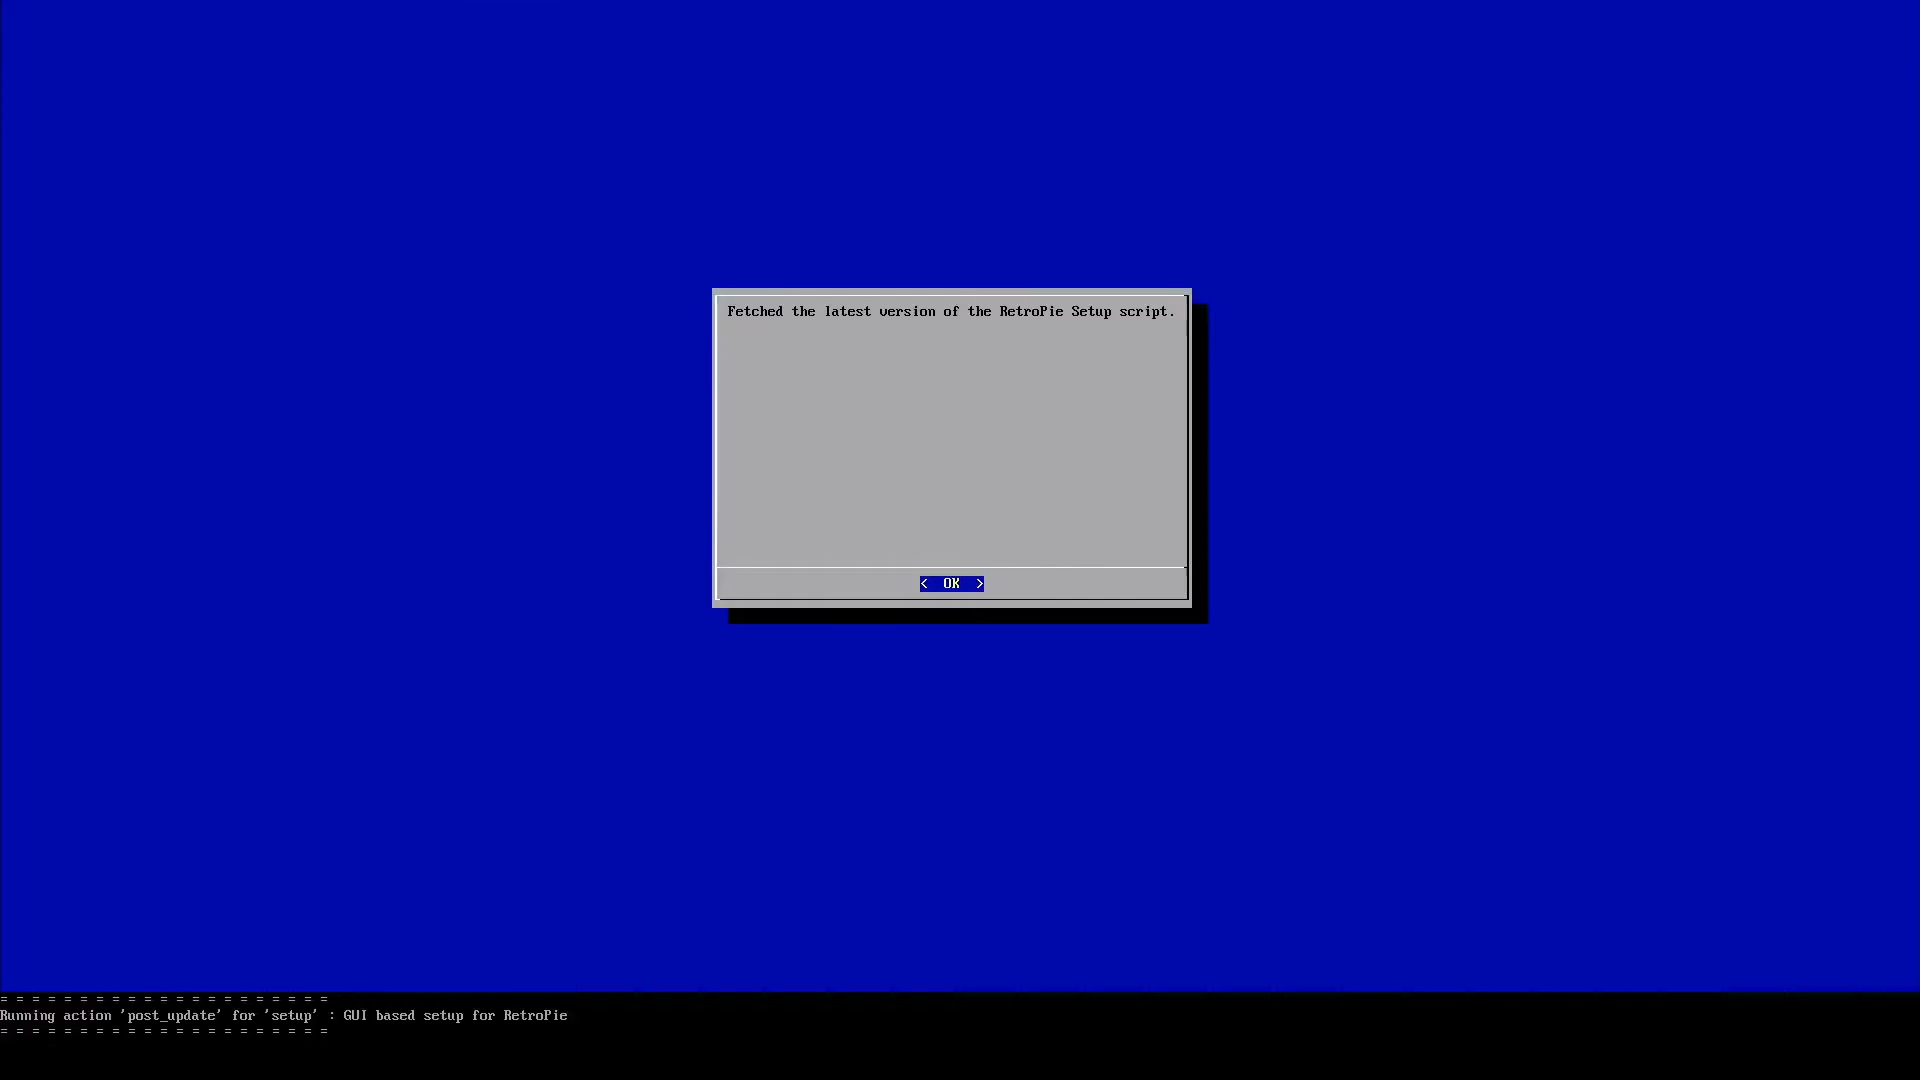 Fetched the latest version of the RetroPie Setup script.
< OK >
= = = = = = = = = = = = = = = = = = = = =
Running action 'post_update' for 'setup' : GUI based setup for RetroPie
= = = = = = = = = = = = = = = = = = = = =